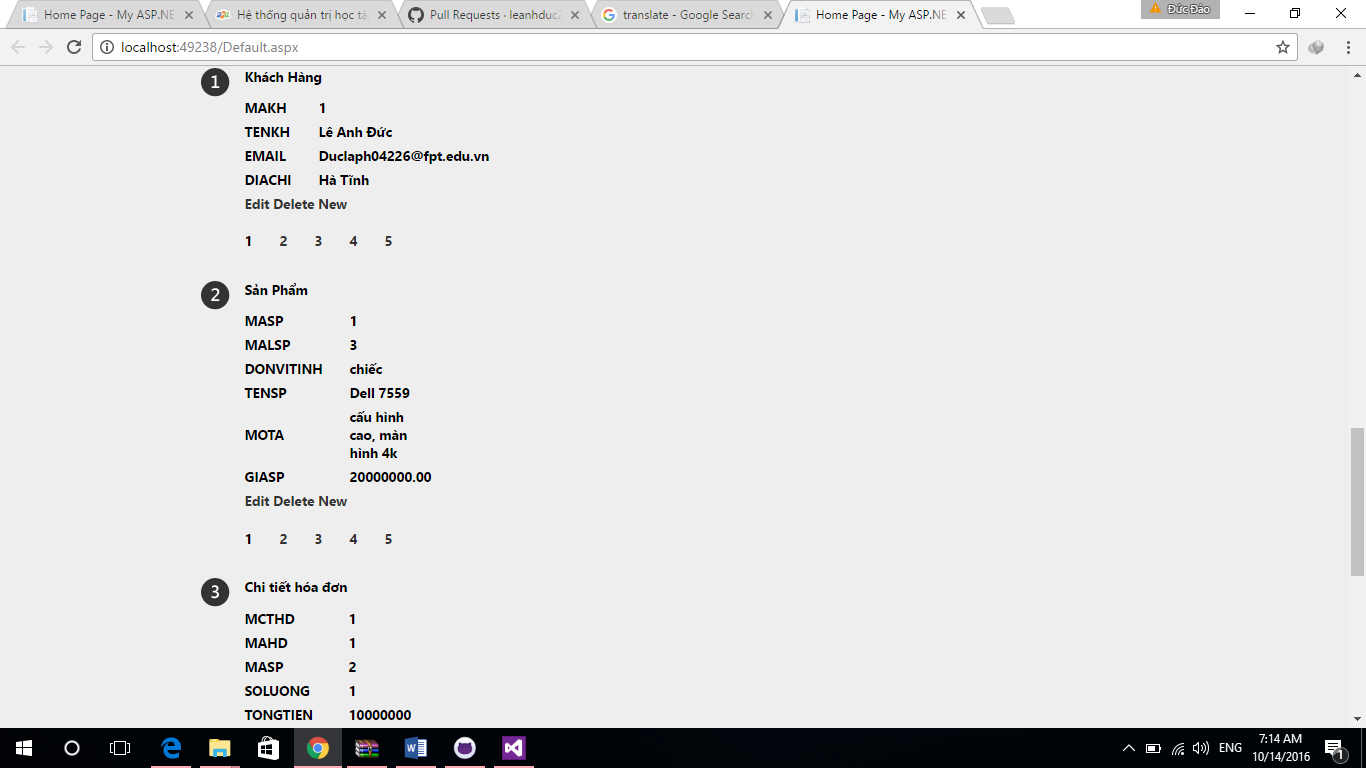 Home Page - My ASP.NE
Hệ thống quản trị học tậ
Pull Requests · leanhduc
translate - Google Search
Home Page - My ASP.NE
Đức Đào
localhost:49238/Default.aspx
1 Khách Hàng
MAKH 1
TENKH Lê Anh Đức
EMAIL Duclaph04226@fpt.edu.vn
DIACHI Hà Tĩnh
Edit Delete New
1 2 3 4 5
2 Sản Phẩm
MASP 1
MALSP 3
DONVITINH chiếc
TENSP Dell 7559
MOTA cấu hình
cao, màn
hình 4k
GIASP 20000000.00
Edit Delete New
1 2 3 4 5
3 Chi tiết hóa đơn
MCTHD 1
MAHD 1
MASP 2
SOLUONG 1
TONGTIEN 10000000
ENG
7:14 AM
10/14/2016
1